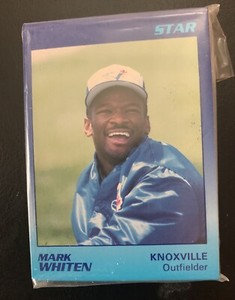 STAR
MARK
WHITEN
KNOXVILLE
Outfielder